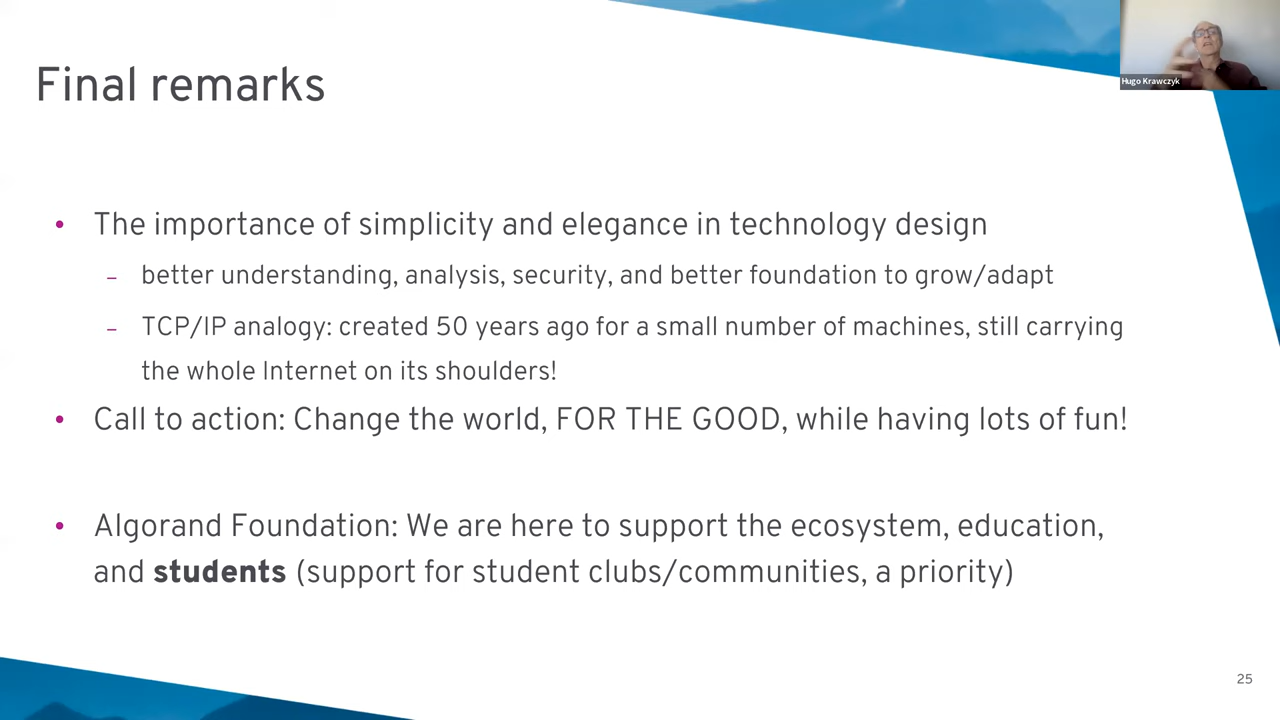 Final remarks
Hugo Krawczyk
• The importance of simplicity and elegance in technology design
– better understanding, analysis, security, and better foundation to grow/adapt
– TCP/IP analogy: created 50 years ago for a small number of machines, still carrying
the whole Internet on its shoulders!
• Call to action: Change the world, FOR THE GOOD, while having lots of fun!
• Algorand Foundation: We are here to support the ecosystem, education,
and students (support for student clubs/communities, a priority)
25